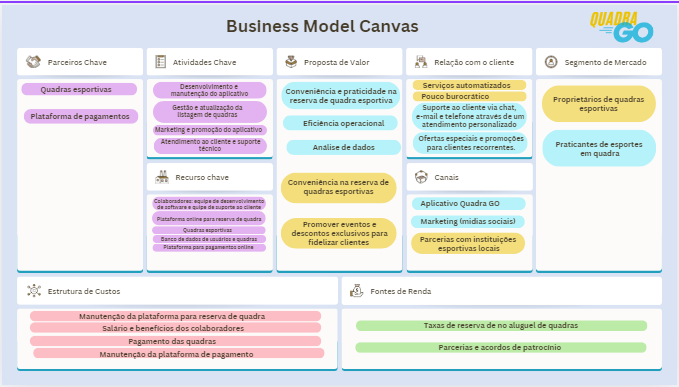 Business Model Canvas
QUADRA
GO
Parceiros Chave
Quadras esportivas
Plataforma de pagamentos
Atividades Chave
Desenvolvimento e
manutenção do aplicativo
Gestão e atualização da
listagem de quadras
Marketing e promoção do aplicativo
Atendimento ao cliente e suporte
técnico
Recurso chave
Colaboradores: equipe de desenvolvimento
de software e quipe de suporte ao cliente
Plataforma online para reserva de quadra
Quadras esportivas
Banco de dados de usuários e quadras
Plataforma para pagamentos online
Proposta de Valor
Conveniência e praticidade na
reserva de quadra esportiva
Eficiência operacional
Análise de dados
Conveniência na reserva de
quadras esportivas
Promover eventos e
descontos exclusivos para
fidelizar clientes
Relação com o cliente
Serviços automatizados
Pouco burocrático
Suporte ao cliente via chat,
e-mail e telefone através de um
atendimento personalizado
Ofertas especiais e promoções
para clientes recorrentes.
Canais
Aplicativo Quadra GO
Marketing (mídias sociais)
Parcerias com instituições
esportivas locais
Segmento de Mercado
Proprietários de quadras
esportivas
Praticantes de esportes
em quadra
Estrutura de Custos
Manutenção da plataforma para reserva de quadra
Salário e benefícios dos colaboradores
Pagamento das quadras
Manutenção da plataforma de pagamento
Fontes de Renda
Taxas de reserva de no aluguel de quadras
Parcerias e acordos de patrocínio